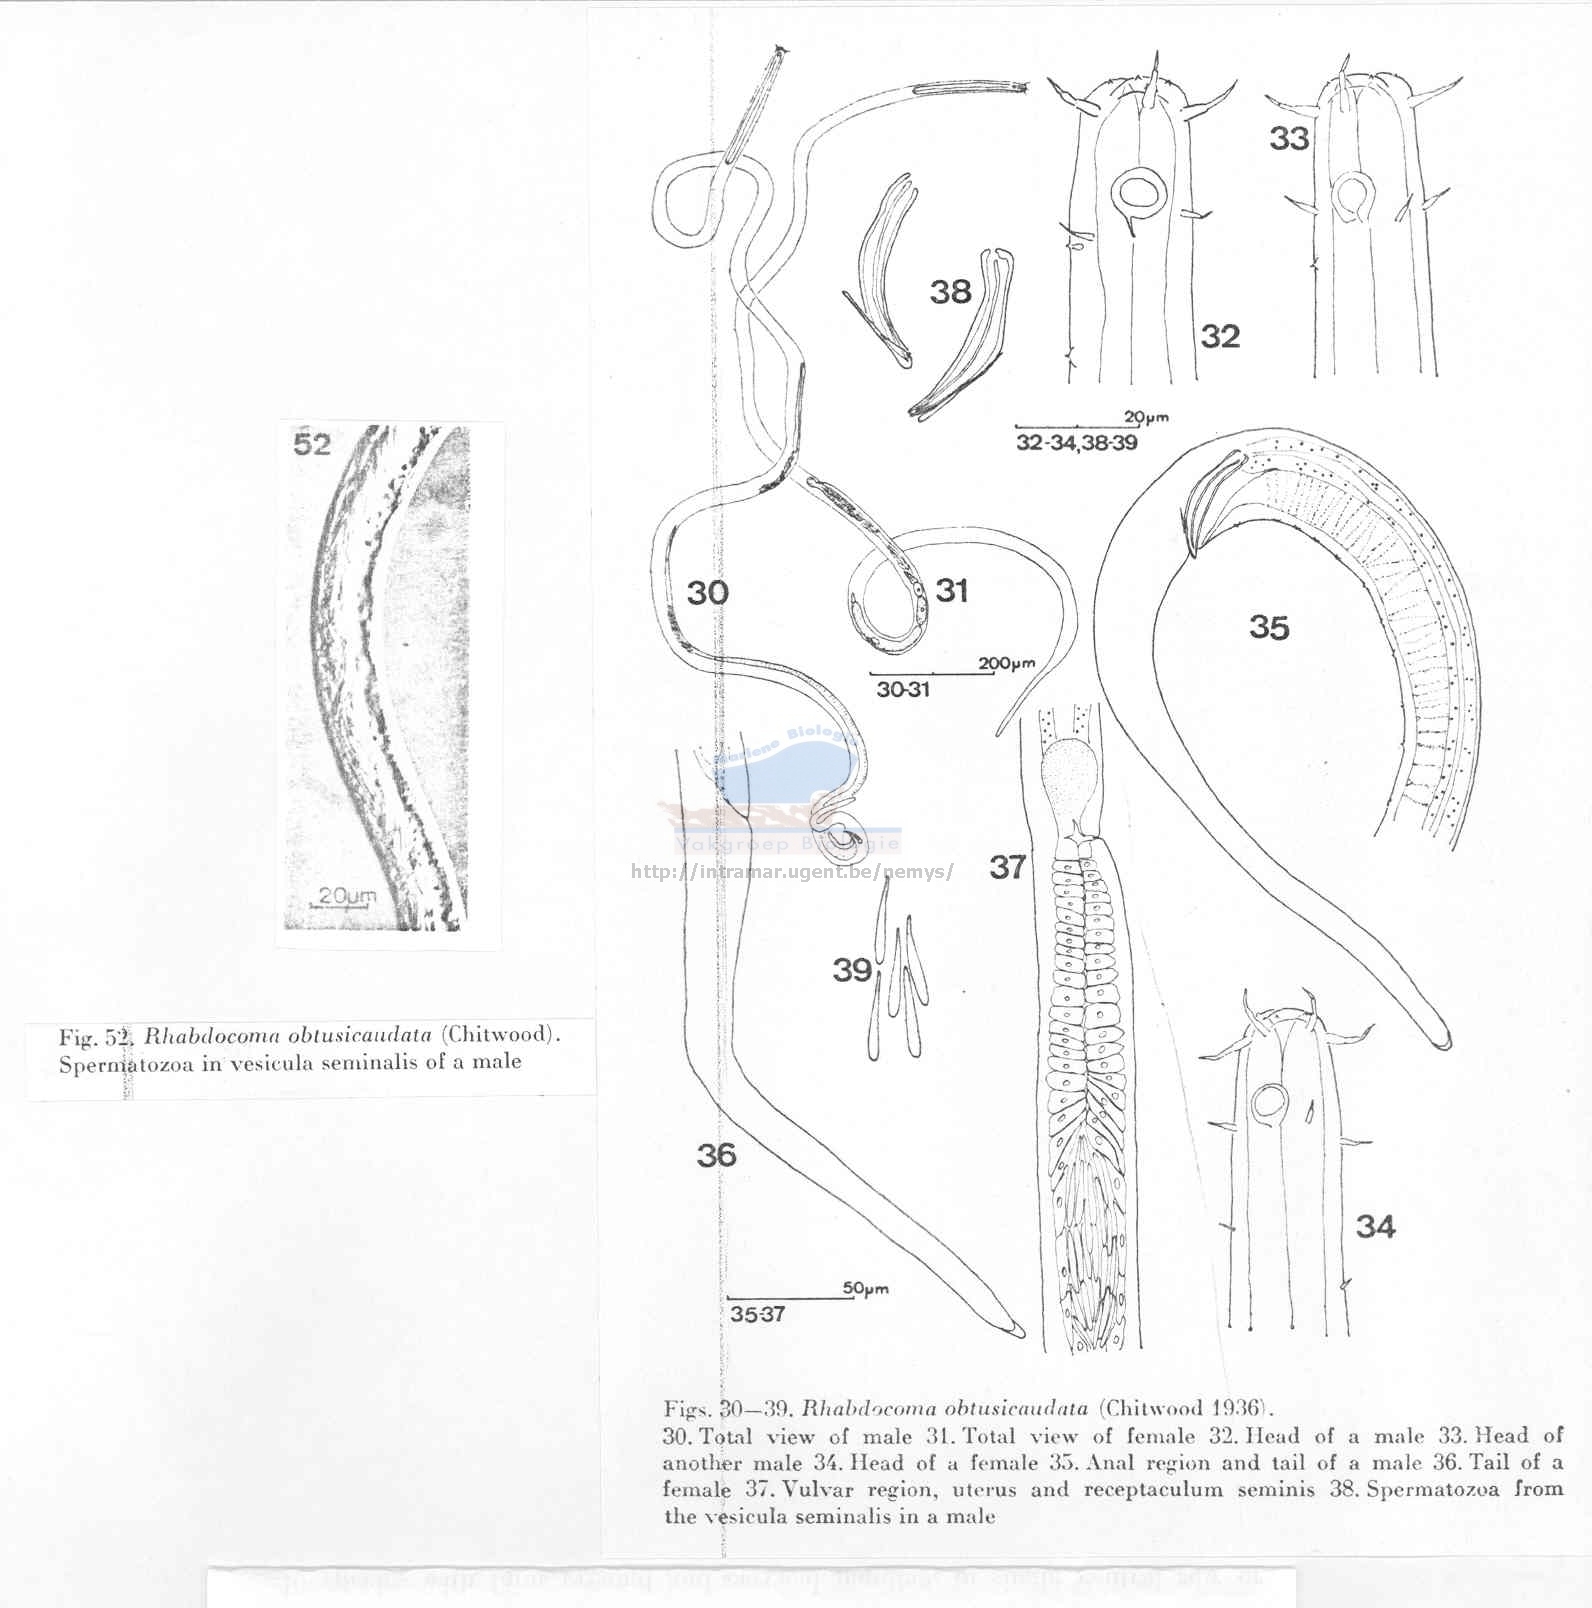 52
20µm
Fig. 52. Rhabdocoma obtusicaudata (Chitwood).
Spermatozoa in vesicula seminalis of a male
33
38
32
20µm
32-34,38-39
30
31
35
200µm
30-31
Mariene Biologie
Vakgroep Biologie
http://intramar.ugent.be/nemys/
37
39
36
34
50µm
35-37
Figs. 30—39. Rhabdocoma obtusicaudata (Chitwood 1936).
30. Total view of male 31. Total view of female 32. Head of a male 33. Head of
another male 34. Head of a female 35. Anal region and tail of a male 36. Tail of a
female 37. Vulvar region, uterus and receptaculum seminis 38. Spermatozoa from
the vesicula seminalis in a male